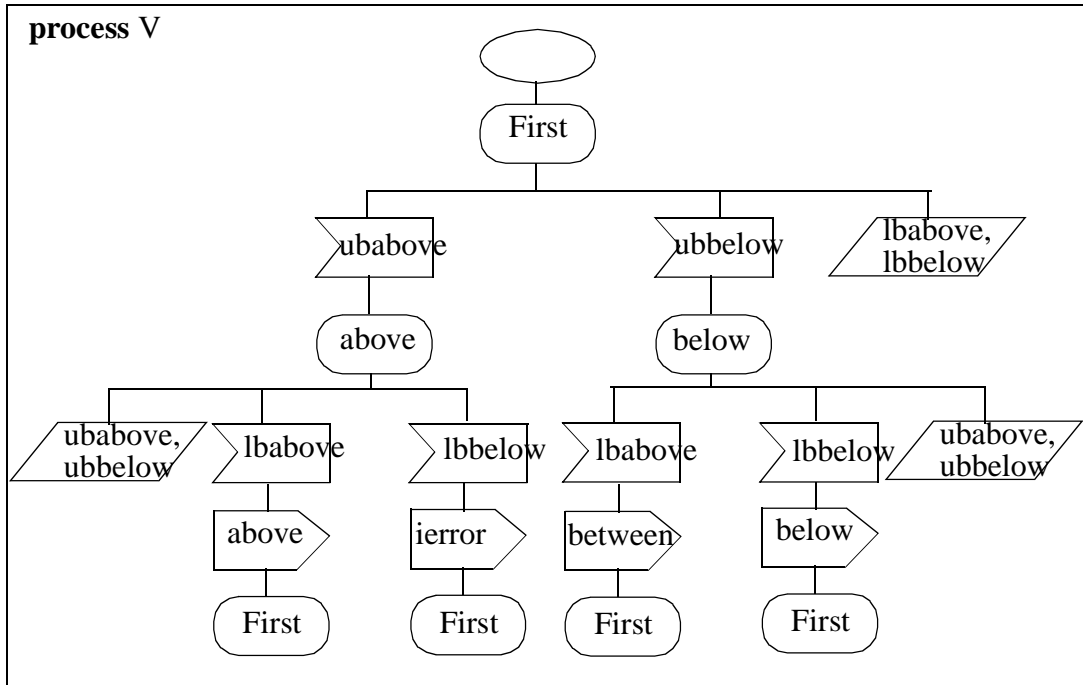 process V
First
ubabove
ubbelow
lbabove,
lbbelow
above
below
ubabove,
ubbelow
lbabove
lbbelow
lbabove
lbbelow
ubabove,
ubbelow
above
ierror
between
below
First
First
First
First